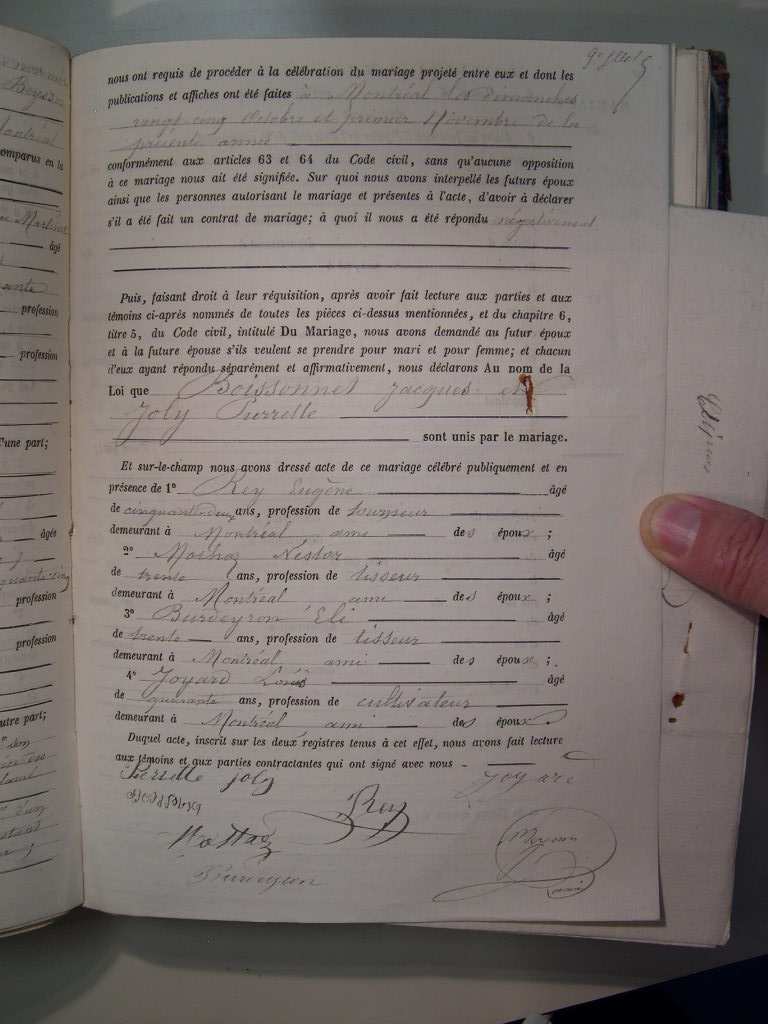 nous ont requis de procéder à la célébration du mariage projeté entre eux et dont les
publications et affiches ont été faites à Montréal les Dimanches
vingt-cinq Octobre et premier Novembre de la
présente année
conformément aux articles 63 et 64 du Code civil, sans qu'aucune opposition
à ce mariage nous ait été signifiée. Sur quoi nous avons interpellé les futurs époux
ainsi que les personnes autorisant le mariage et présentes à l'acte, d'avoir à déclarer
s'il a été fait un contrat de mariage; à quoi il nous a été répondu négativement
Puis, faisant droit à leur réquisition, après avoir fait lecture aux parties et aux
témoins ci-après nommés de toutes les pièces ci-dessus mentionnées, et du chapitre 6,
titre 5, du Code civil, intitulé Du Mariage, nous avons demandé au futur époux
et à la future épouse s'ils veulent se prendre pour mari et pour femme; et chacun
d'eux ayant répondu séparément et affirmativement, nous déclarons Au nom de la
Loi que Boissonnet Jacques et
Joly Pierrette
sont unis par le mariage.
Et sur-le-champ nous avons dressé acte de ce mariage célébré publiquement et en
présence de 1° Rey Eugène âgé
de cinquante deux ans, profession de tourneur
demeurant à Montréal ami des époux ;
2° Nestor âgé
de trente ans, profession de tisseur
demeurant à Montréal ami des époux ;
3° Burdeyron Éli âgé
de trente ans, profession de tisseur
demeurant à Montréal ami des époux ;
4° Joyard Louis âgé
de quarante ans, profession de cultivateur
demeurant à Montréal ami des époux.
Duquel acte, inscrit sur les deux registres tenus à cet effet, nous avons fait lecture
aux témoins et aux parties contractantes qui ont signé avec nous -
Pierrette Joly Joyard
Rey